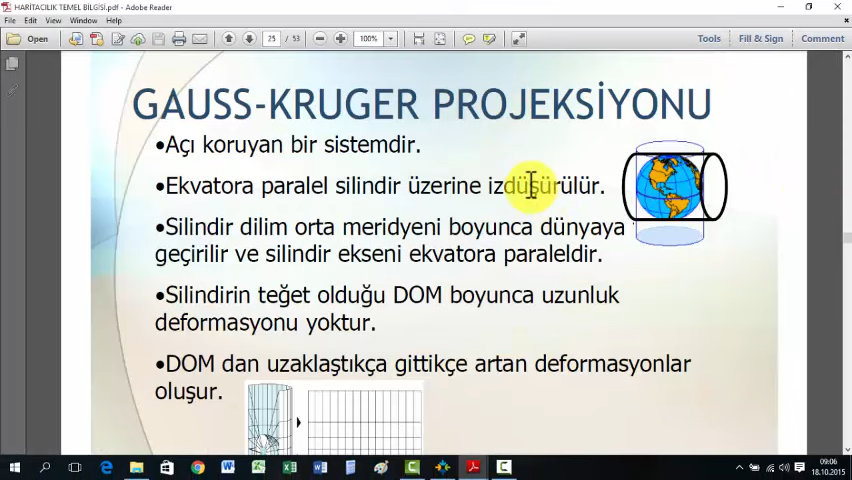 HARİTACILIK TEMEL BİLGİSİ.pdf - Adobe Reader
File Edit View Window Help
Open 25 / 53 100% Tools Fill & Sign Comment
GAUSS-KRUGER PROJEKSİYONU
•Açı koruyan bir sistemdir.
•Ekvatora paralel silindir üzerine izdüşürülür.
•Silindir dilim orta meridyeni boyunca dünyaya
geçirilir ve silindir ekseni ekvatora paraleldir.
•Silindirin teğet olduğu DOM boyunca uzunluk
deformasyonu yoktur.
•DOM dan uzaklaştıkça gittikçe artan deformasyonlar
oluşur.
09:06
18.10.2015